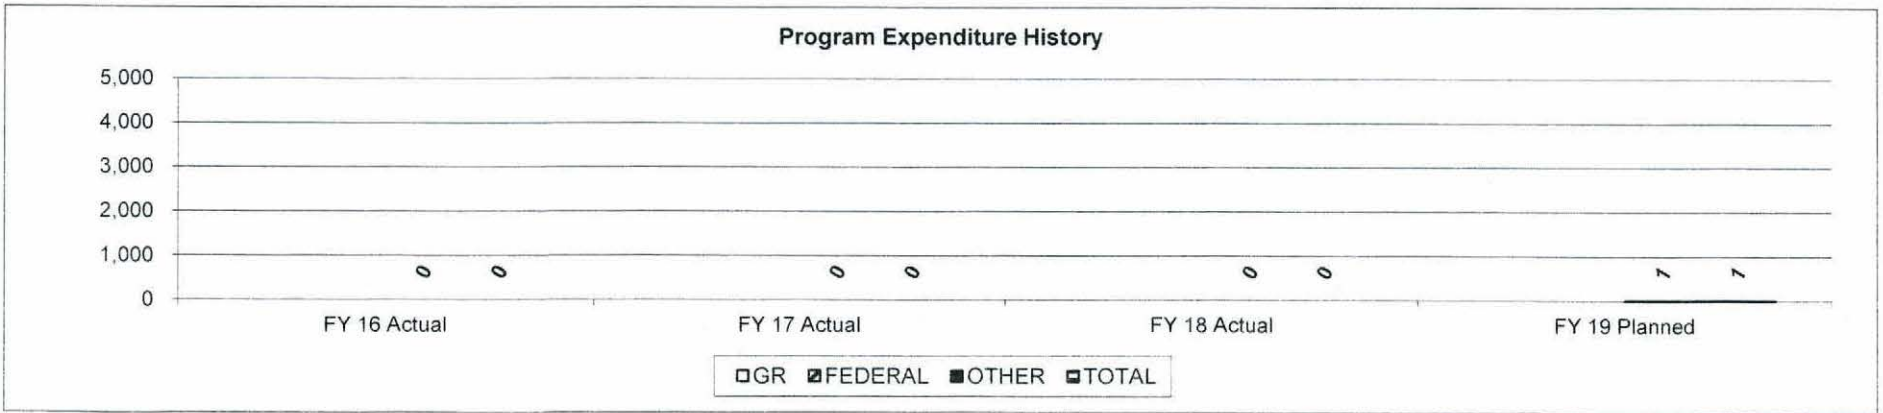 Program Expenditure History
5,000
4,000
3,000
2,000
1,000
0
0 0 0 0 0 0 1 1
FY 16 Actual FY 17 Actual FY 18 Actual FY 19 Planned
GR FEDERAL OTHER TOTAL